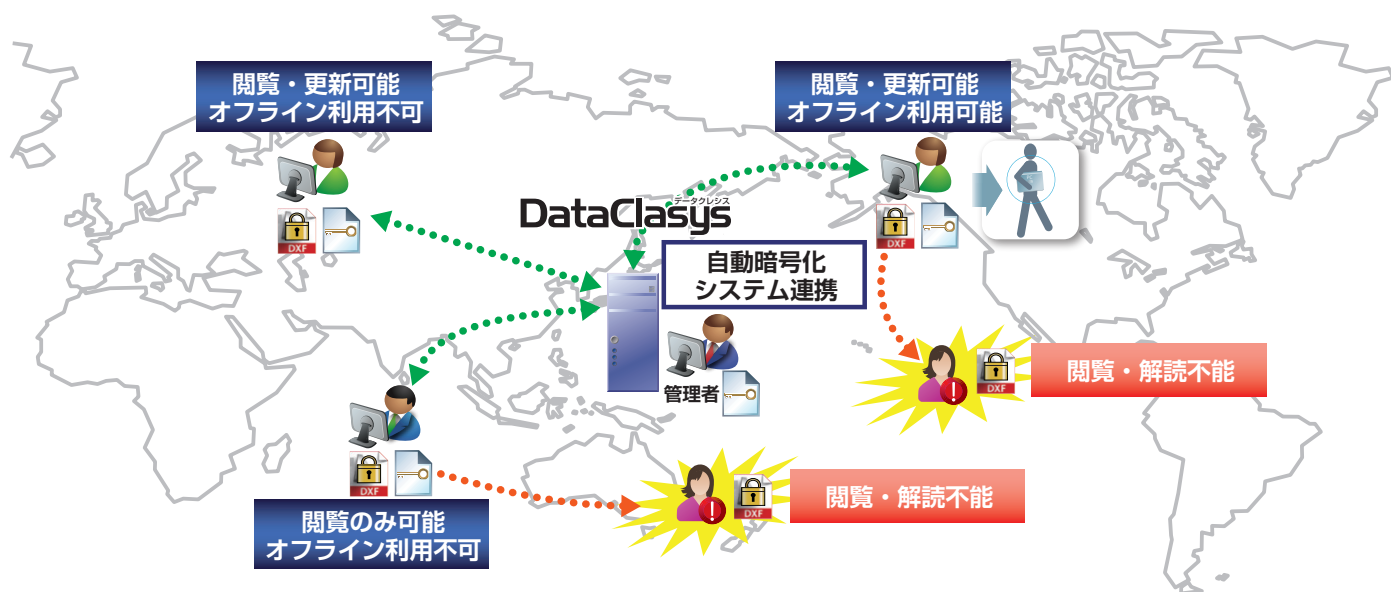 閲覧・更新可能
オフライン利用不可
閲覧・更新可能
オフライン利用可能
データクレシス
DataClasys
自動暗号化
システム連携
DXF
DXF
管理者
DXF
閲覧・解読不能
DXF
閲覧のみ可能
オフライン利用不可
DXF
閲覧・解読不能